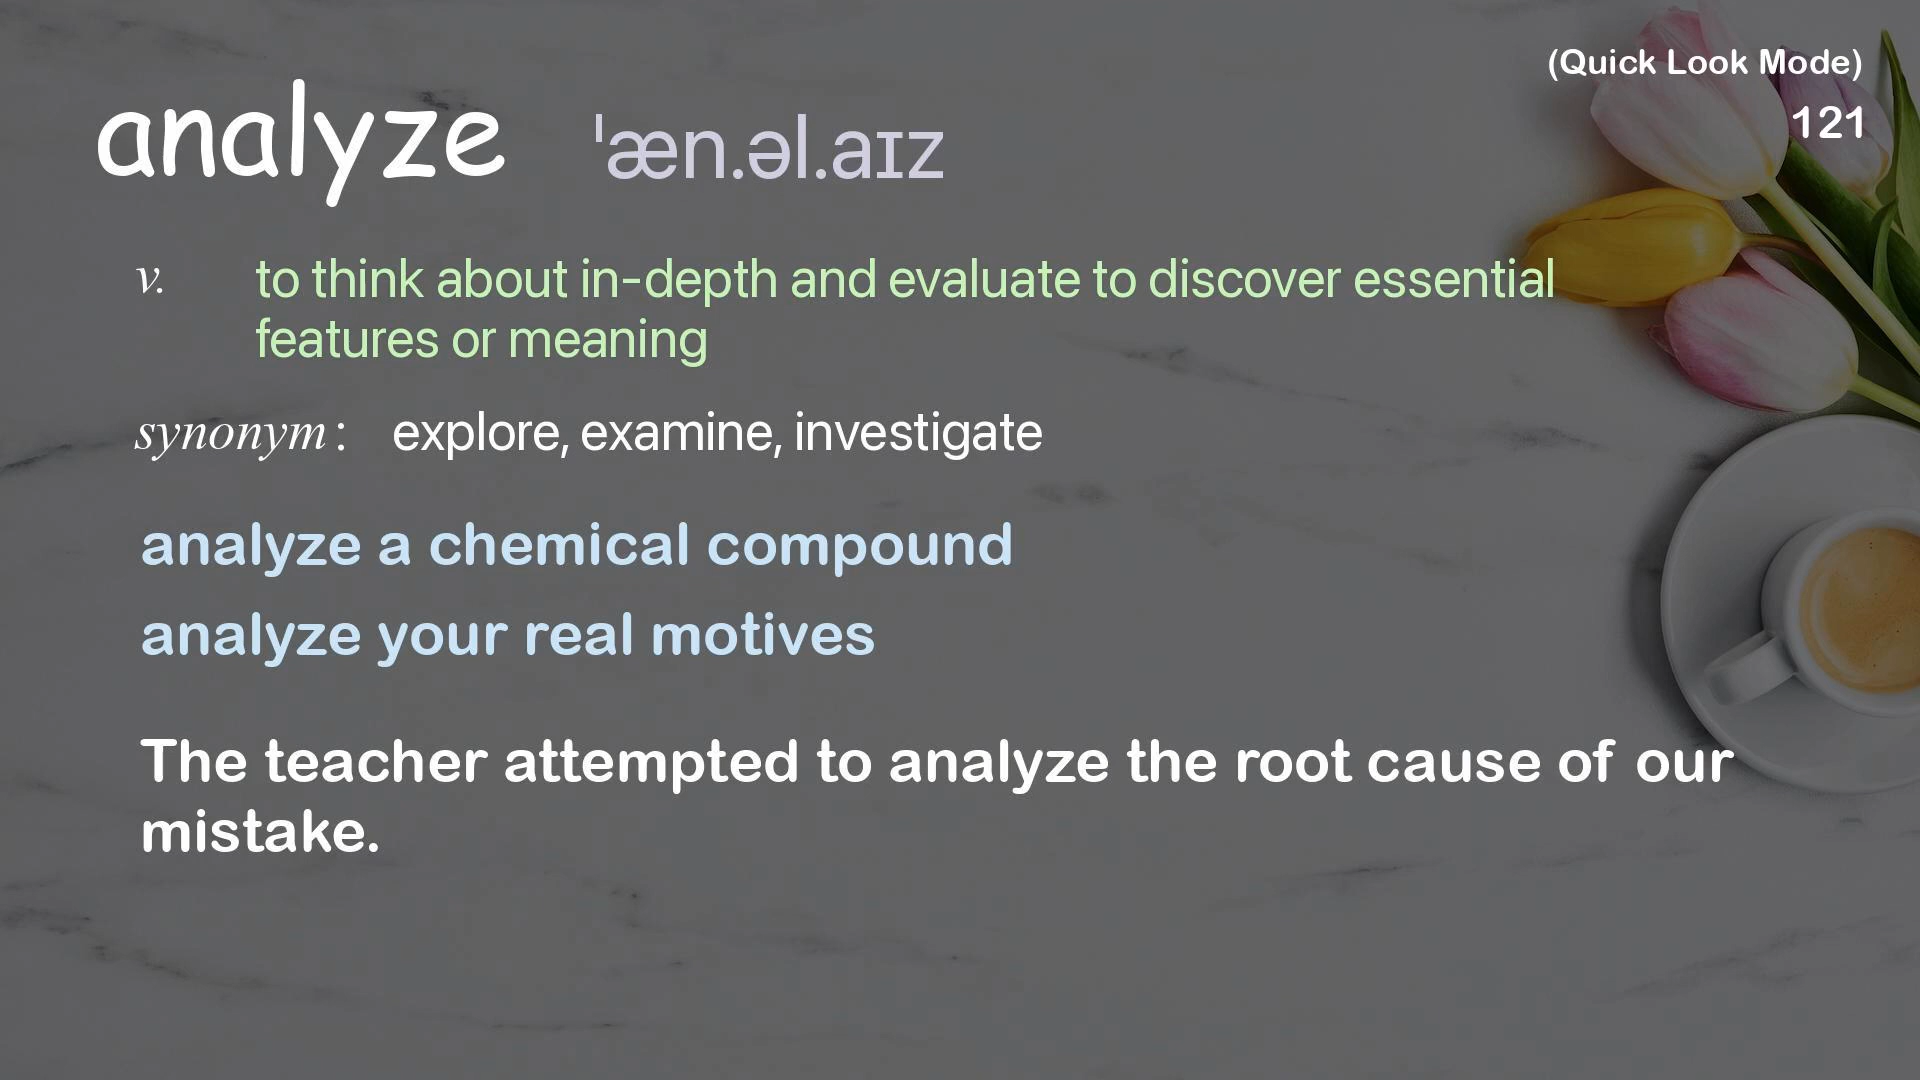 (Quick Look Mode)
121
analyze ˈæn.əl.aɪz
v. to think about in-depth and evaluate to discover essential
features or meaning
synonym: explore, examine, investigate
analyze a chemical compound
analyze your real motives
The teacher attempted to analyze the root cause of our
mistake.